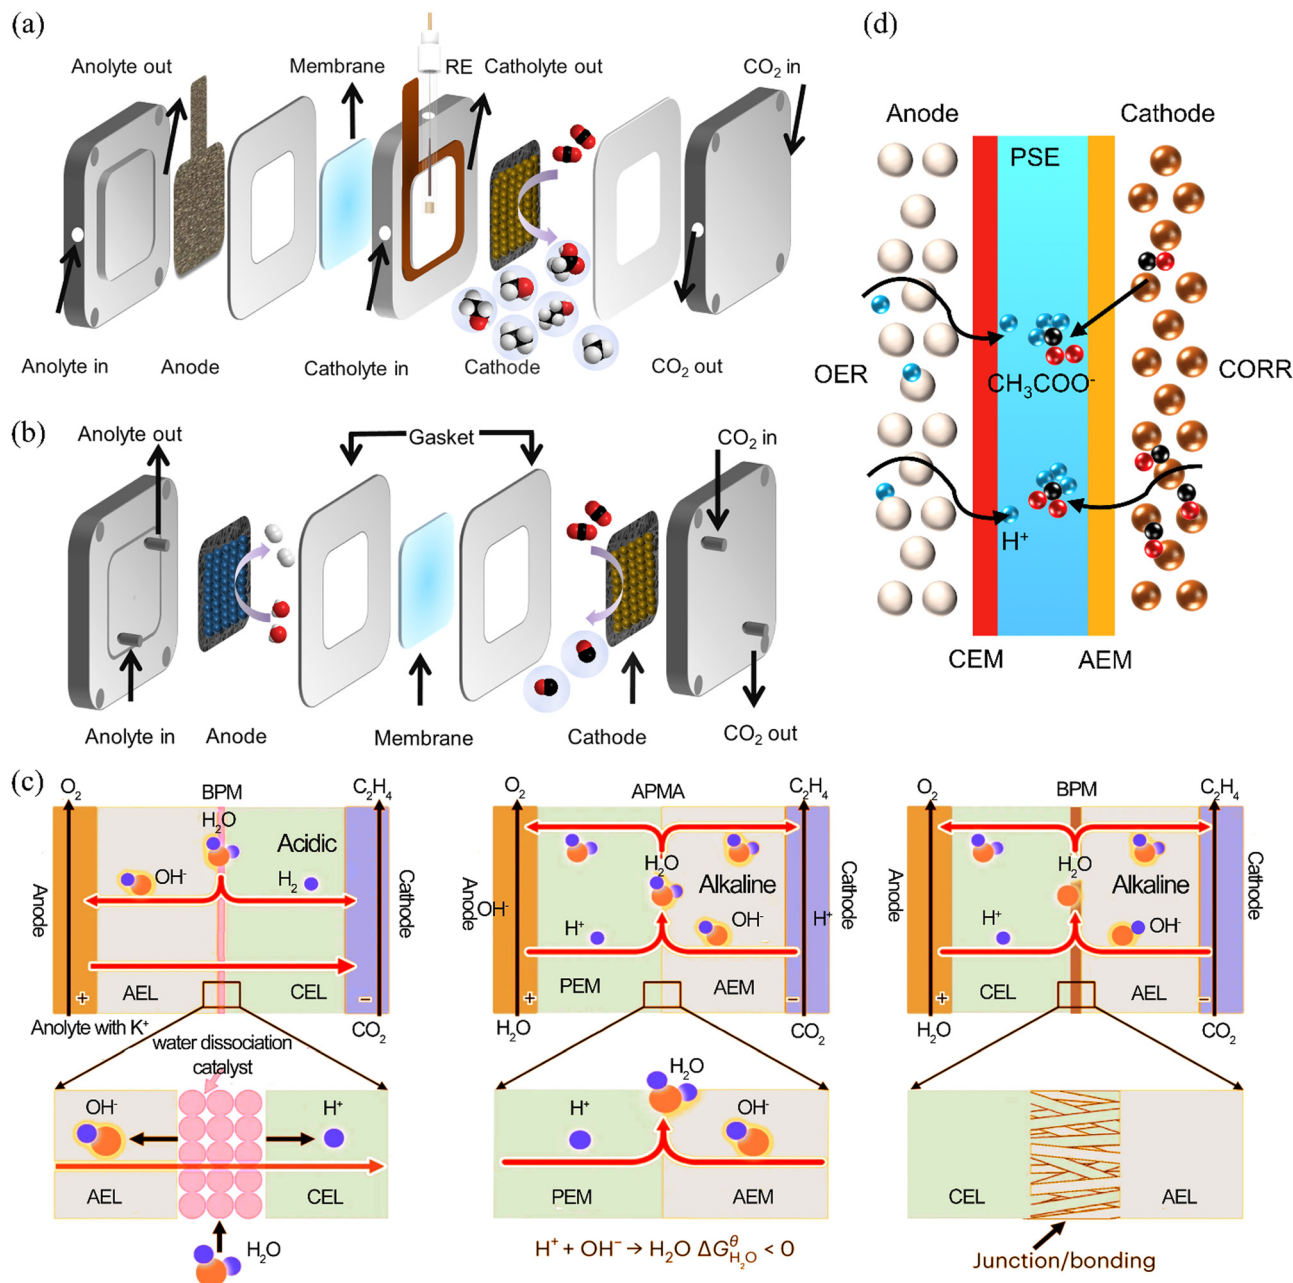 (a)
Anolyte out
Membrane
RE
Catholyte out
CO₂ in
Anolyte in
Anode
Catholyte in
Cathode
CO₂ out
(b)
Anolyte out
Gasket
CO₂ in
Anolyte in
Anode
Membrane
Cathode
CO₂ out
(d)
Anode
Cathode
PSE
OER
CH₃COO⁻
CORR
H⁺
CEM
AEM
(c)
O₂
BPM
C₂H₄
H₂O
Acidic
OH⁻
H₂
Anode
Cathode
+
AEL
CEL
−
Anolyte with K⁺
CO₂
water dissociation
catalyst
OH⁻
H⁺
AEL
CEL
H₂O
O₂
APMA
C₂H₄
H₂O
Alkaline
Anode
OH⁻
Cathode
H⁺
H⁺
OH⁻
PEM
AEM
+
−
H₂O
CO₂
H₂O
H⁺
OH⁻
PEM
AEM
H⁺ + OH⁻ → H₂O ΔG^θ_H₂O < 0
O₂
BPM
C₂H₄
H₂O
Alkaline
Anode
Cathode
H⁺
OH⁻
CEL
AEL
+
−
H₂O
CO₂
CEL
AEL
Junction/bonding